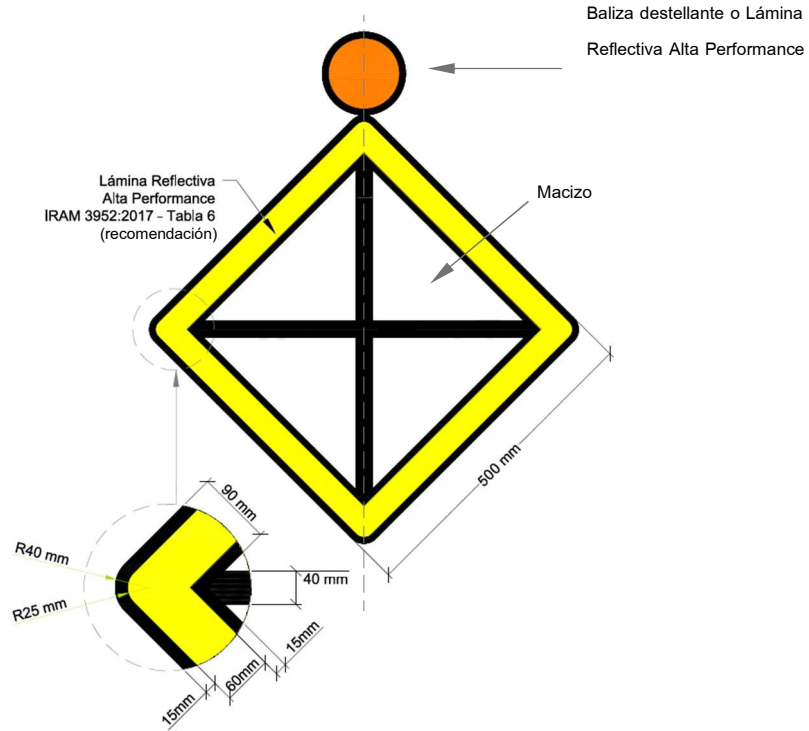 Baliza destellante o Lámina
Reflectiva Alta Performance
Lámina Reflectiva
Alta Performance
IRAM 3952:2017 - Tabla 6
(recomendación)
Macizo
500 mm
90 mm
R40 mm
R25 mm
40 mm
15mm
60mm
15mm